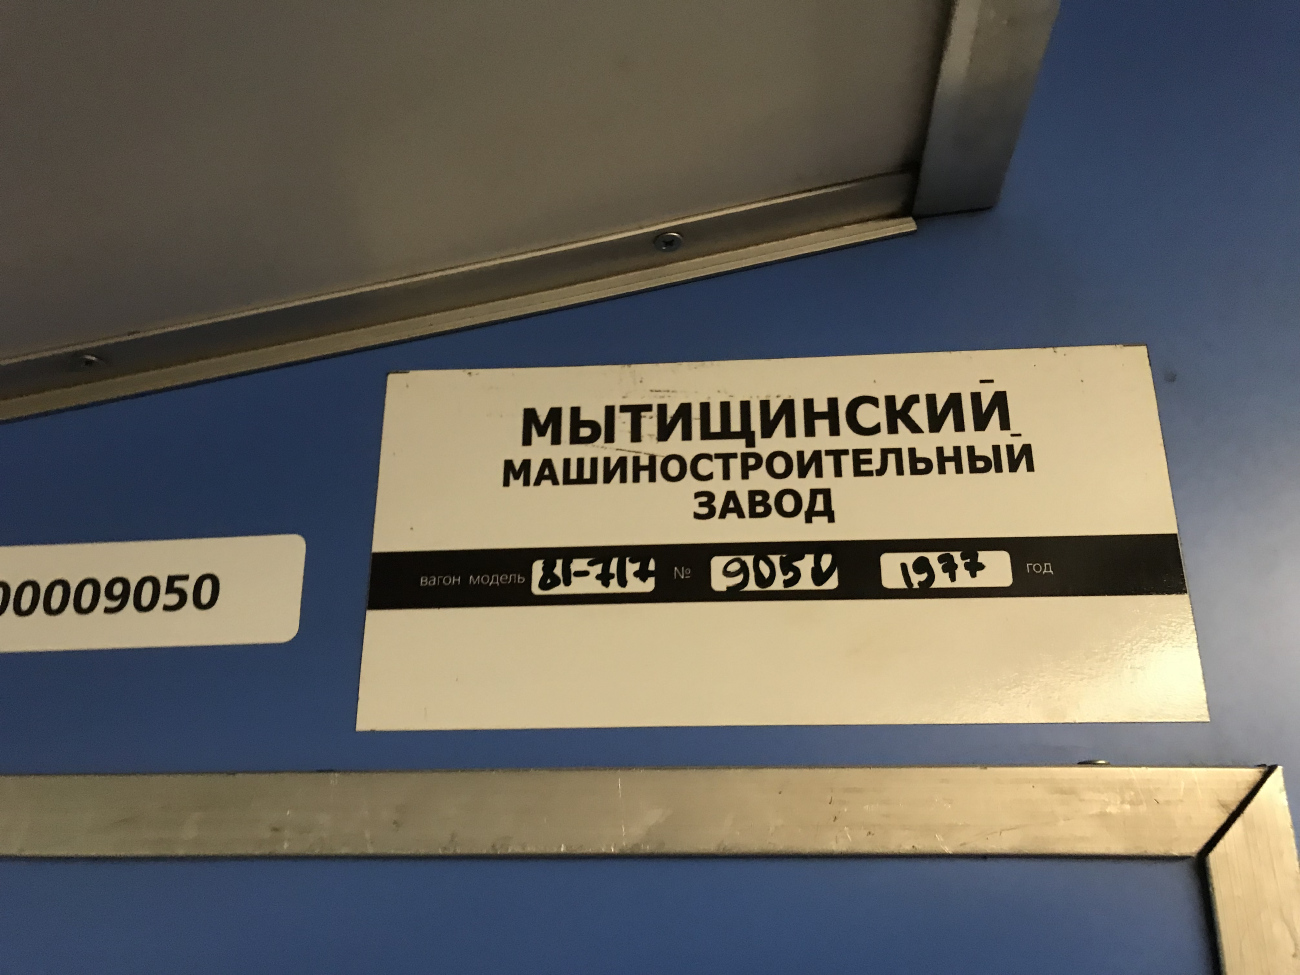 МЫТИЩИНСКИЙ
МАШИНОСТРОИТЕЛЬНЫЙ
ЗАВОД
вагон модель 81-717 № 9050 1977 год
00009050